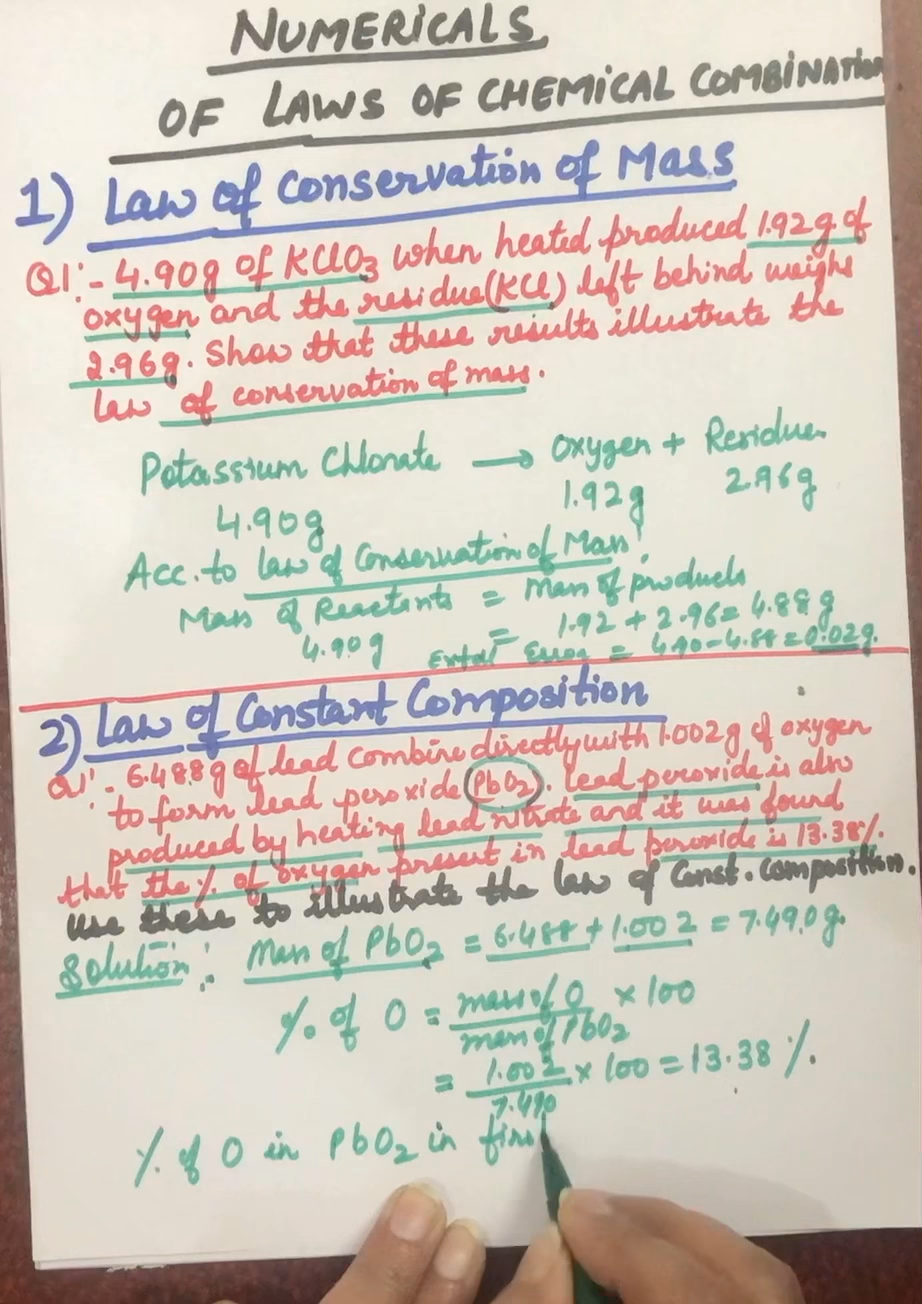 NUMERICALS
OF LAWS OF CHEMICAL COMBINATION
1) Law of Conservation of Mass
Q1:- 4.90g of KClO3 when heated produced 1.92g of
oxygen and the residue (KCl) left behind weighs
2.96g. Show that these results illustrate the
law of conservation of mass.
Potassium Chlorate → Oxygen + Residue
4.90g 1.92g 2.96g
Acc. to law of Conservation of Mass:
Mass of Reactants = Mass of products
4.90g = 1.92 + 2.96 = 4.88 g
Error = 4.90 - 4.88 = 0.02g.
2) Law of Constant Composition
Q1:- 6.488g of lead combine directly with 1.002g of oxygen
to form lead peroxide (PbO2). Lead peroxide is also
produced by heating lead nitrate and it was found
that the % of oxygen present in lead peroxide is 13.38%.
Use these to illustrate the law of Const. Composition.
Solution:- Mass of PbO2 = 6.488 + 1.002 = 7.490g.
% of O = mass of O / mass of PbO2 × 100
= 1.002 / 7.490 × 100 = 13.38 %.
% of O in PbO2 in firs